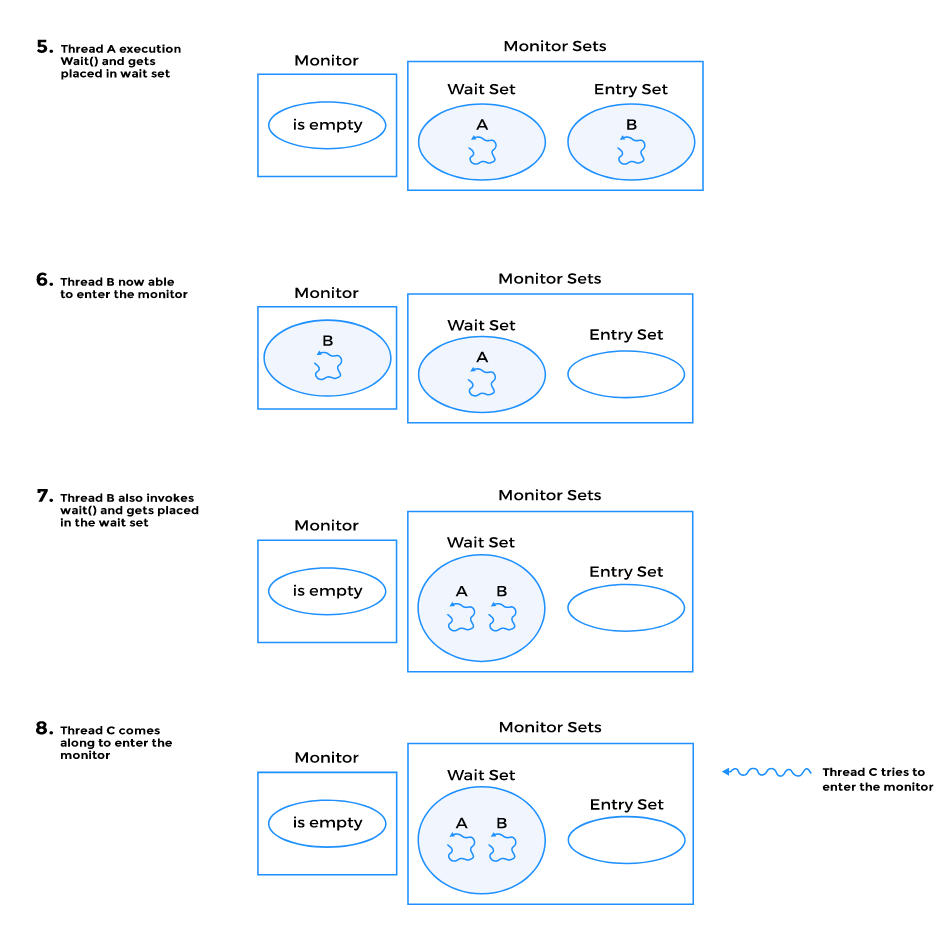 5. Thread A execution
Wait() and gets
placed in wait set
Monitor
is empty
Monitor Sets
Wait Set
A
Entry Set
B
6. Thread B now able
to enter the monitor
Monitor
B
Monitor Sets
Wait Set
A
Entry Set
7. Thread B also invokes
wait() and gets placed
in the wait set
Monitor
is empty
Monitor Sets
Wait Set
A B
Entry Set
8. Thread C comes
along to enter the
monitor
Monitor
is empty
Monitor Sets
Wait Set
A B
Entry Set
Thread C tries to
enter the monitor